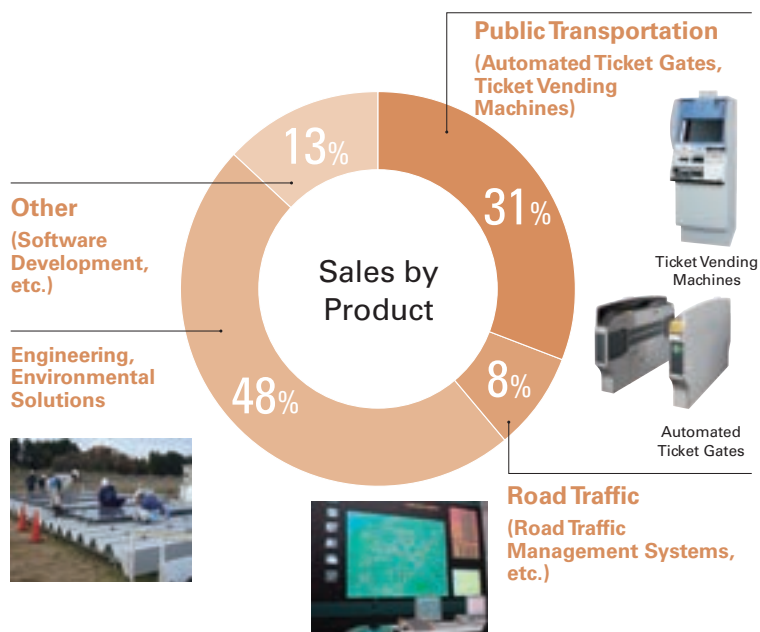 Public Transportation
(Automated Ticket Gates,
Ticket Vending
Machines)
13%
31%
Other
(Software
Development,
etc.)
Sales by
Product
Ticket Vending
Machines
Engineering,
Environmental
Solutions
48%
8%
Automated
Ticket Gates
Road Traffic
(Road Traffic
Management Systems,
etc.)